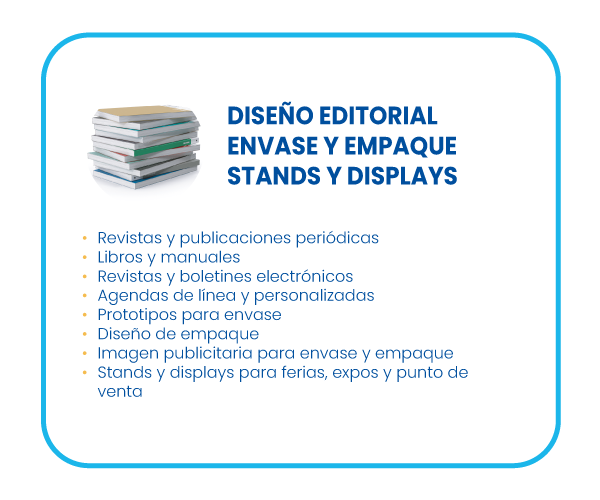 DISEÑO EDITORIAL
ENVASE Y EMPAQUE
STANDS Y DISPLAYS
• Revistas y publicaciones periódicas
• Libros y manuales
• Revistas y boletines electrónicos
• Agendas de línea y personalizadas
• Prototipos para envase
• Diseño de empaque
• Imagen publicitaria para envase y empaque
• Stands y displays para ferias, expos y punto de
venta